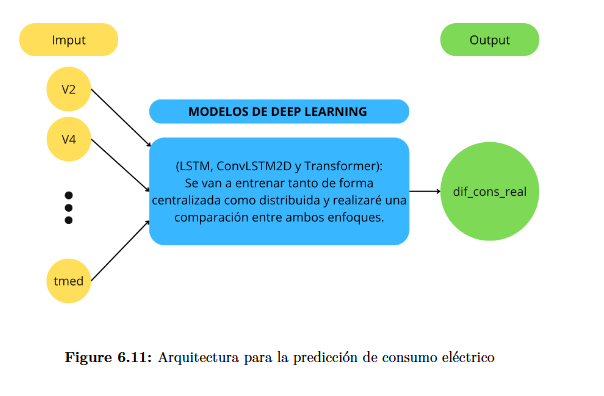 Imput
Output
V2
MODELOS DE DEEP LEARNING
V4
(LSTM, ConvLSTM2D y Transformer):
Se van a entrenar tanto de forma
centralizada como distribuida y realizaré una
comparación entre ambos enfoques.
dif_cons_real
tmed
Figure 6.11: Arquitectura para la predicción de consumo eléctrico